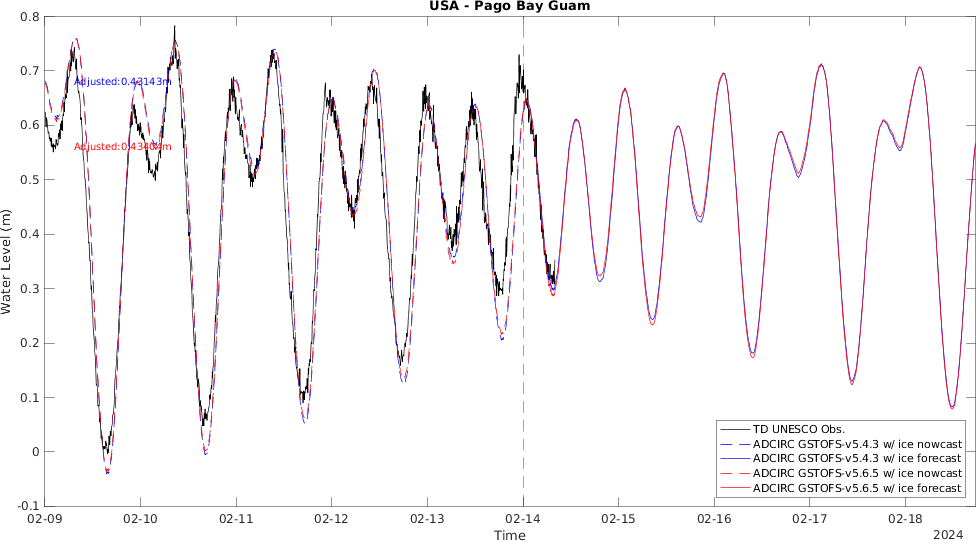 USA - Pago Bay Guam
0.8
0.7
0.6
0.5
0.4
0.3
0.2
0.1
0
-0.1
Water Level (m)
Adjusted:0.43143m
TD UNESCO Obs.
ADCIRC GSTOFS-v5.4.3 w/ ice nowcast
ADCIRC GSTOFS-v5.4.3 w/ ice forecast
ADCIRC GSTOFS-v5.6.5 w/ ice nowcast
ADCIRC GSTOFS-v5.6.5 w/ ice forecast
02-09 02-10 02-11 02-12 02-13 02-14 02-15 02-16 02-17 02-18
Time
2024